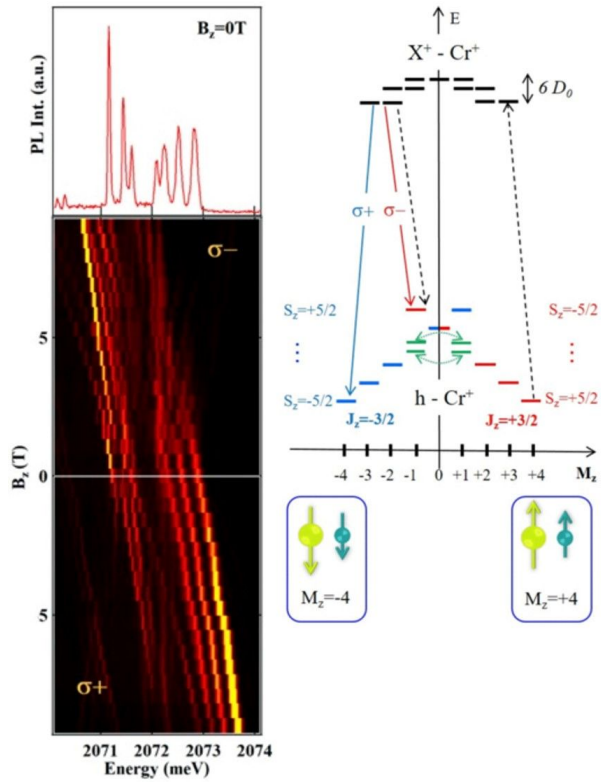 B_z=0T
PL Int. (a.u.)
σ−
5
0
5
B_z (T)
σ+
2071 2072 2073 2074
Energy (meV)
E
X⁺ - Cr⁺
6 D₀
σ+ σ−
S_z=+5/2
S_z=-5/2
S_z=-5/2
S_z=+5/2
h - Cr⁺
J_z=-3/2 J_z=+3/2
-4 -3 -2 -1 0 +1 +2 +3 +4 M_z
M_z=-4
M_z=+4